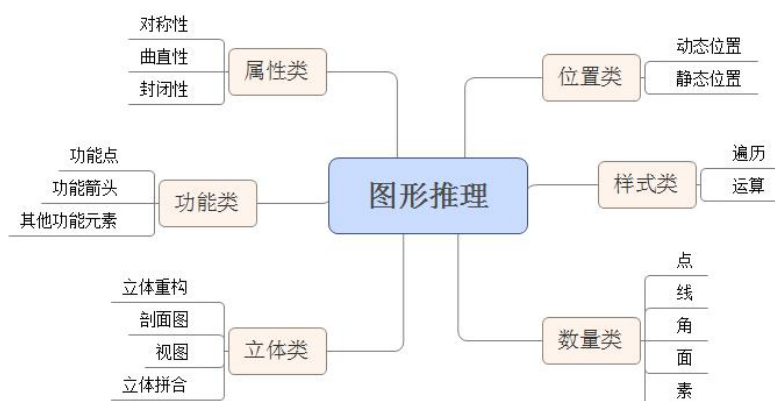 图形推理
属性类
对称性
曲直性
封闭性
功能类
功能点
功能箭头
其他功能元素
立体类
立体重构
剖面图
视图
立体拼合
位置类
动态位置
静态位置
样式类
遍历
运算
数量类
点
线
角
面
素